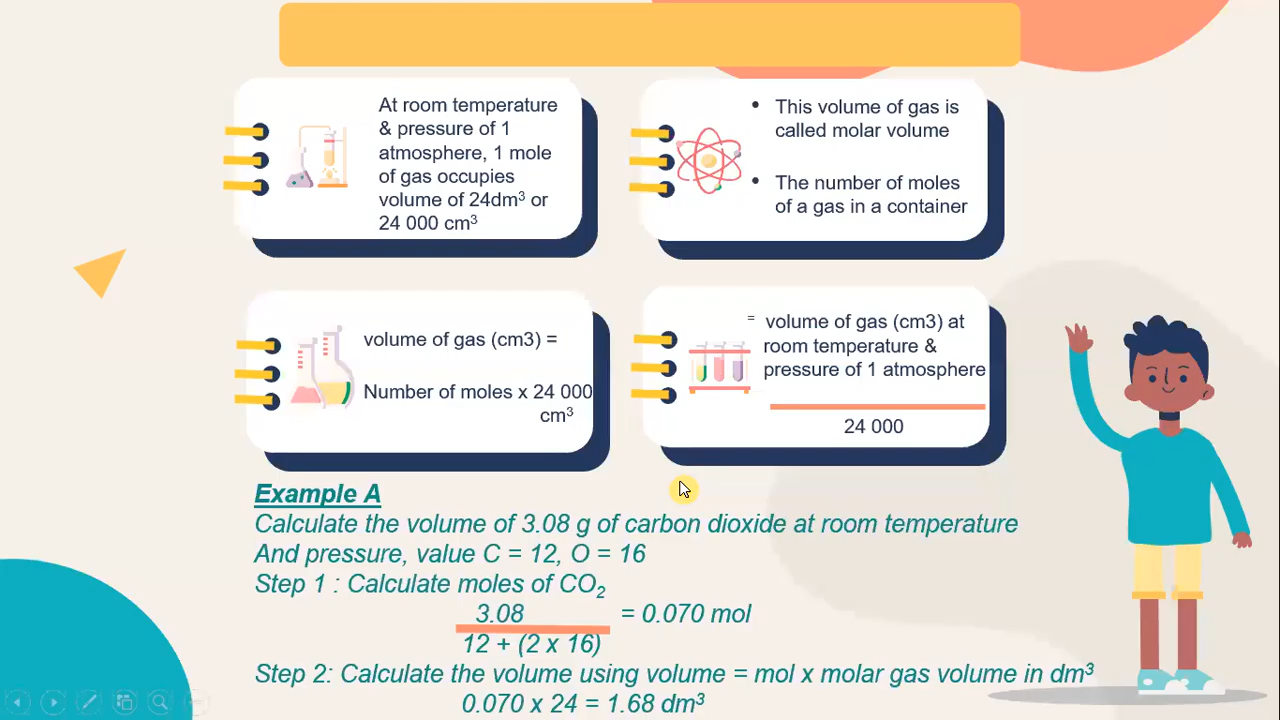 At room temperature
& pressure of 1
atmosphere, 1 mole
of gas occupies
volume of 24dm³ or
24 000 cm³
• This volume of gas is
called molar volume
• The number of moles
of a gas in a container
volume of gas (cm3) =
Number of moles x 24 000
cm³
= volume of gas (cm3) at
room temperature &
pressure of 1 atmosphere
24 000
Example A
Calculate the volume of 3.08 g of carbon dioxide at room temperature
And pressure, value C = 12, O = 16
Step 1 : Calculate moles of CO₂
3.08 = 0.070 mol
12 + (2 x 16)
Step 2: Calculate the volume using volume = mol x molar gas volume in dm³
0.070 x 24 = 1.68 dm³